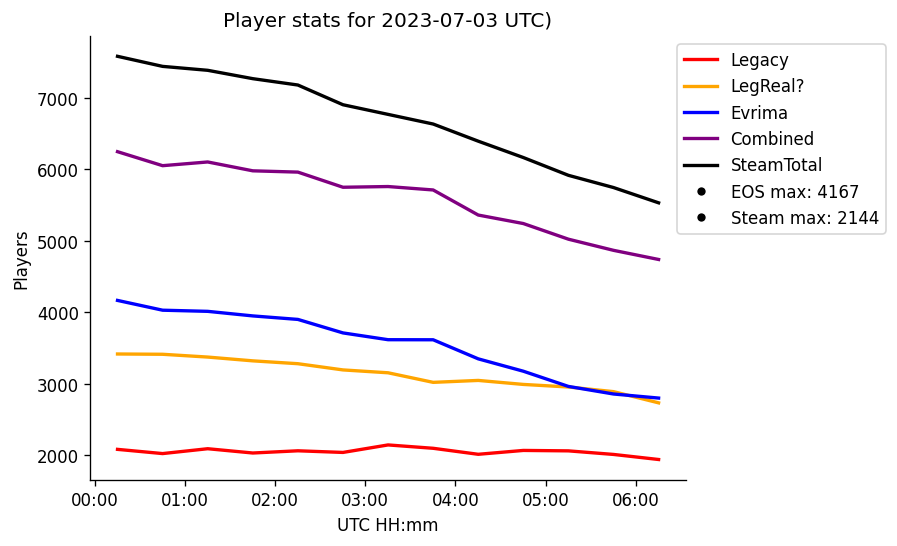 Player stats for 2023-07-03 UTC)
Legacy
LegReal?
Evrima
Combined
SteamTotal
EOS max: 4167
Steam max: 2144
7000
6000
5000
4000
3000
2000
Players
00:00 01:00 02:00 03:00 04:00 05:00 06:00
UTC HH:mm